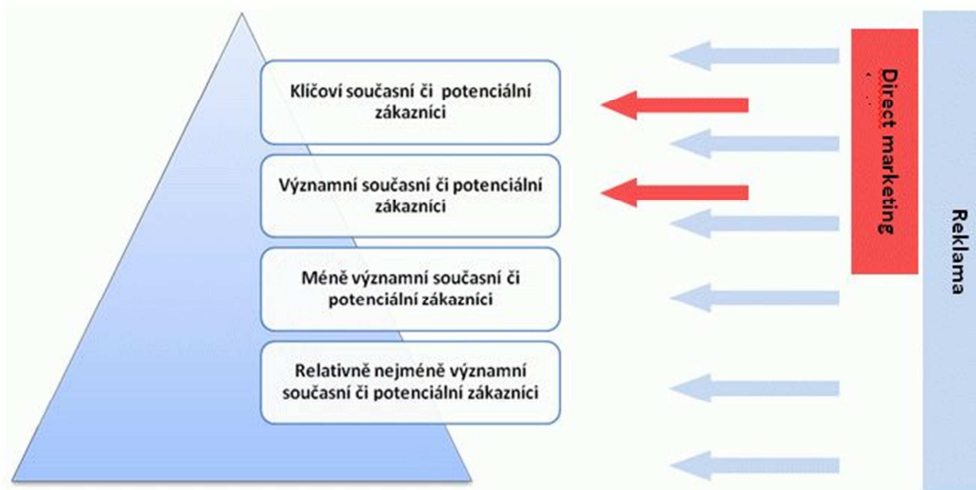 Klíčoví současní či potenciální
zákazníci
Významní současní či potenciální
zákazníci
Méně významní současní či
potenciální zákazníci
Relativně nejméně významní
současní či potenciální zákazníci
Direct marketing
Reklama